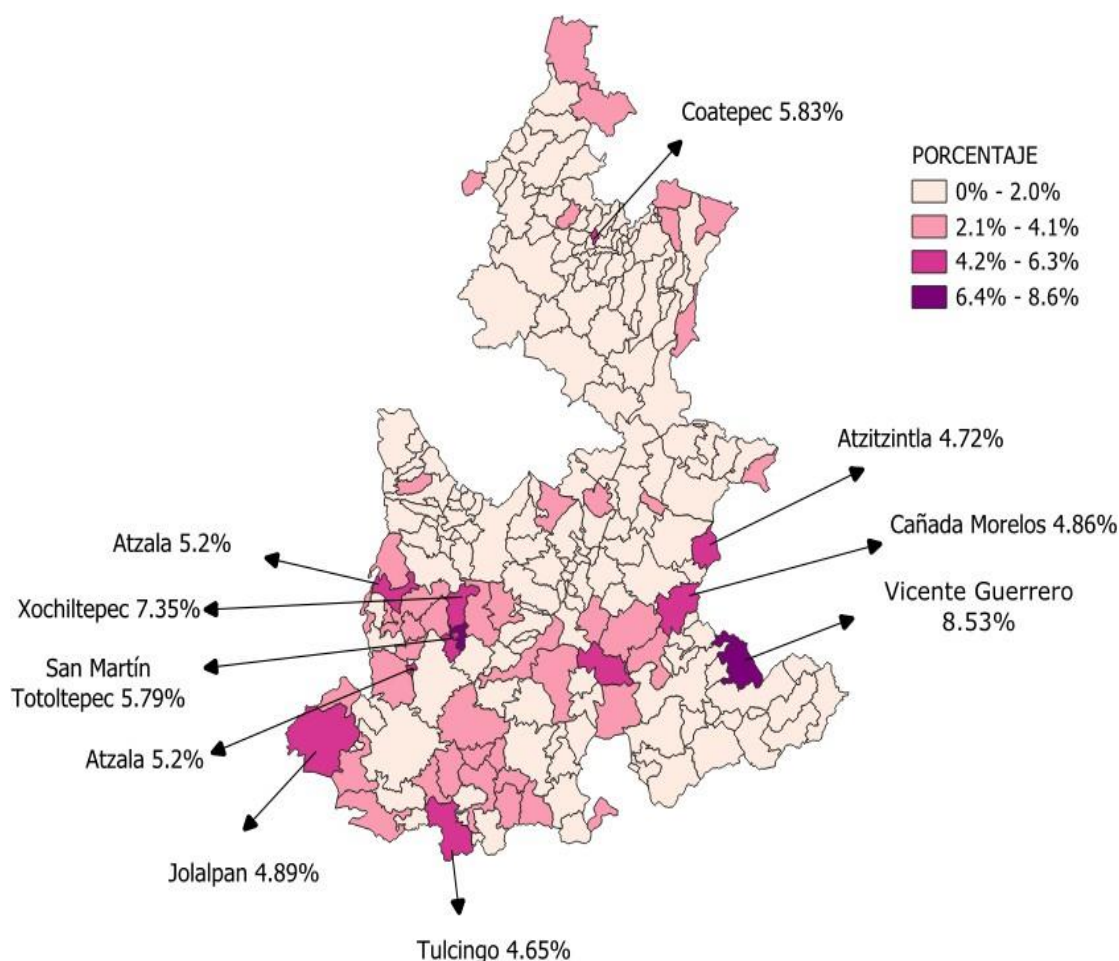 Coatepec 5.83%
PORCENTAJE
0% - 2.0%
2.1% - 4.1%
4.2% - 6.3%
6.4% - 8.6%
Atzitzintla 4.72%
Cañada Morelos 4.86%
Vicente Guerrero
8.53%
Atzala 5.2%
Xochiltepec 7.35%
San Martín
Totoltepec 5.79%
Atzala 5.2%
Jolalpan 4.89%
Tulcingo 4.65%